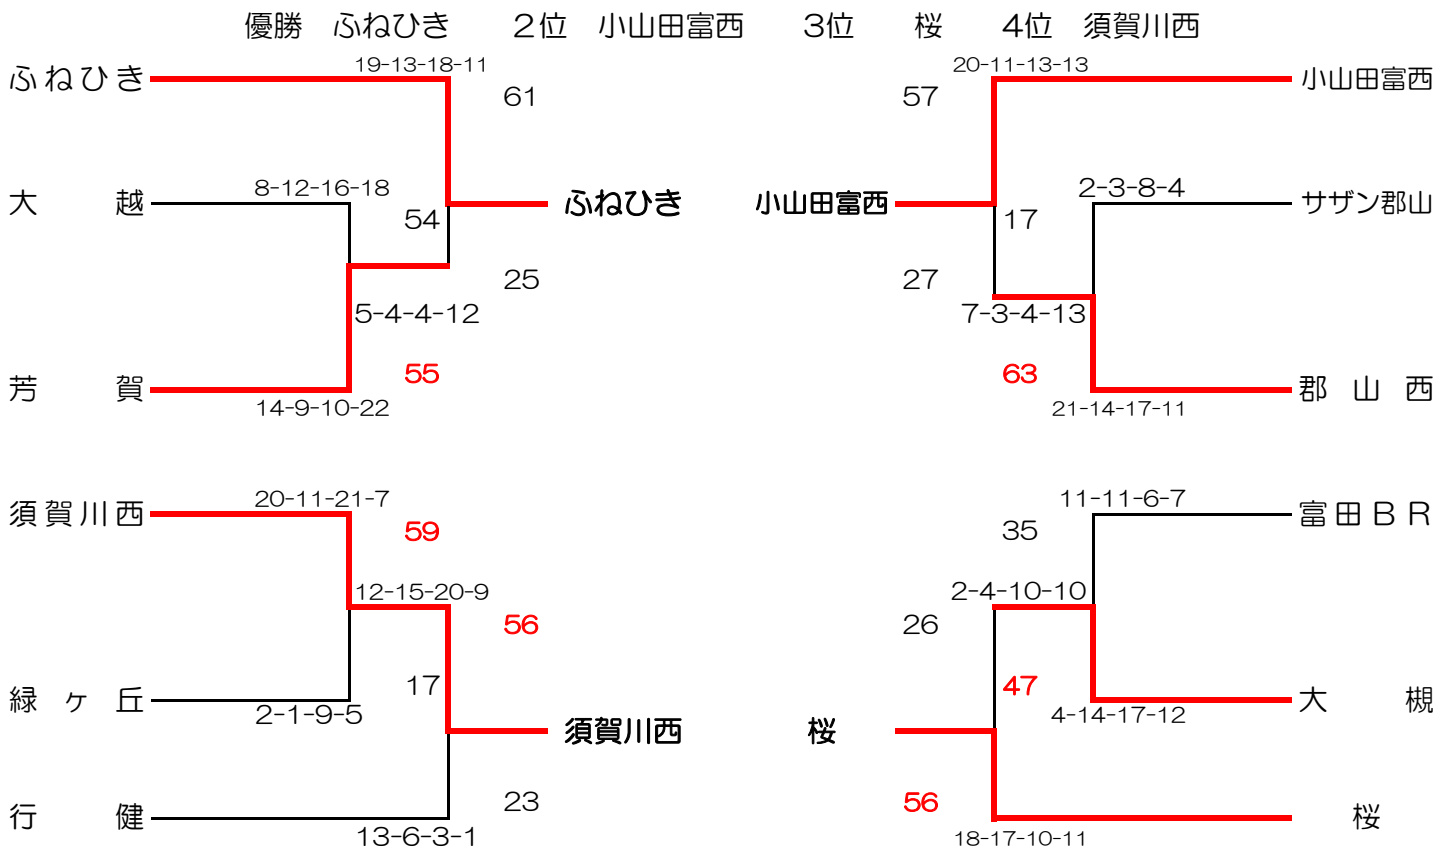 優勝 ふねひき 2位 小山田富西 3位 桜 4位 須賀川西
ふねひき 19-13-18-11 61 57 20-11-13-13 小山田富西
大越 8-12-16-18 54 ふねひき 小山田富西 17 2-3-8-4 サザン郡山
25 27
5-4-4-12 7-3-4-13
芳賀 14-9-10-22 55 63 21-14-17-11 郡山西
須賀川西 20-11-21-7 59 35 11-11-6-7 富田BR
12-15-20-9 56 26 2-4-10-10
緑ヶ丘 2-1-9-5 17 47 4-14-17-12 大槻
須賀川西 桜
行健 13-6-3-1 23 56 18-17-10-11 桜